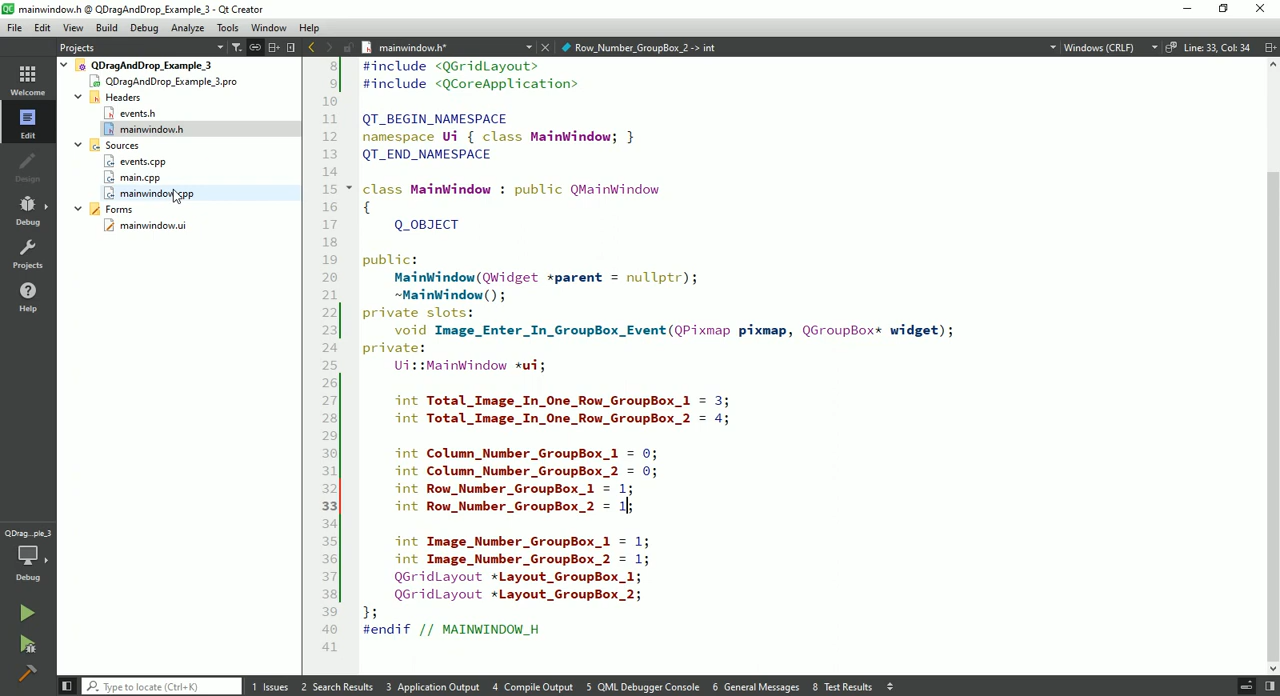 QC mainwindow.h @ QDragAndDrop_Example_3 - Qt Creator
File Edit View Build Debug Analyze Tools Window Help
Projects mainwindow.h* Row_Number_GroupBox_2 -> int Windows (CRLF) Line: 33, Col: 34
QDragAndDrop_Example_3
QDragAndDrop_Example_3.pro
Headers
events.h
mainwindow.h
Sources
events.cpp
main.cpp
mainwindow.cpp
Forms
mainwindow.ui
Welcome
Edit
Design
Debug
Projects
Help
QDrag...ple_3
Debug
8 #include <QGridLayout>
9 #include <QCoreApplication>
10
11 QT_BEGIN_NAMESPACE
12 namespace Ui { class MainWindow; }
13 QT_END_NAMESPACE
14
15 class MainWindow : public QMainWindow
16 {
17 Q_OBJECT
18
19 public:
20 MainWindow(QWidget *parent = nullptr);
21 ~MainWindow();
22 private slots:
23 void Image_Enter_In_GroupBox_Event(QPixmap pixmap, QGroupBox* widget);
24 private:
25 Ui::MainWindow *ui;
26
27 int Total_Image_In_One_Row_GroupBox_1 = 3;
28 int Total_Image_In_One_Row_GroupBox_2 = 4;
29
30 int Column_Number_GroupBox_1 = 0;
31 int Column_Number_GroupBox_2 = 0;
32 int Row_Number_GroupBox_1 = 1;
33 int Row_Number_GroupBox_2 = 1;
34
35 int Image_Number_GroupBox_1 = 1;
36 int Image_Number_GroupBox_2 = 1;
37 QGridLayout *Layout_GroupBox_1;
38 QGridLayout *Layout_GroupBox_2;
39 };
40 #endif // MAINWINDOW_H
41
Type to locate (Ctrl+K) 1 Issues 2 Search Results 3 Application Output 4 Compile Output 5 QML Debugger Console 6 General Messages 8 Test Results